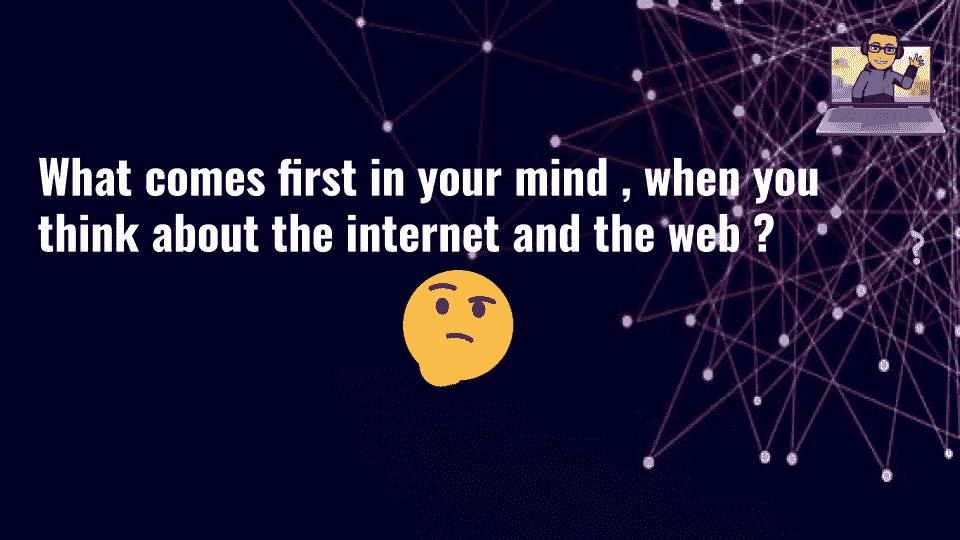 What comes first in your mind , when you
think about the internet and the web ?
?